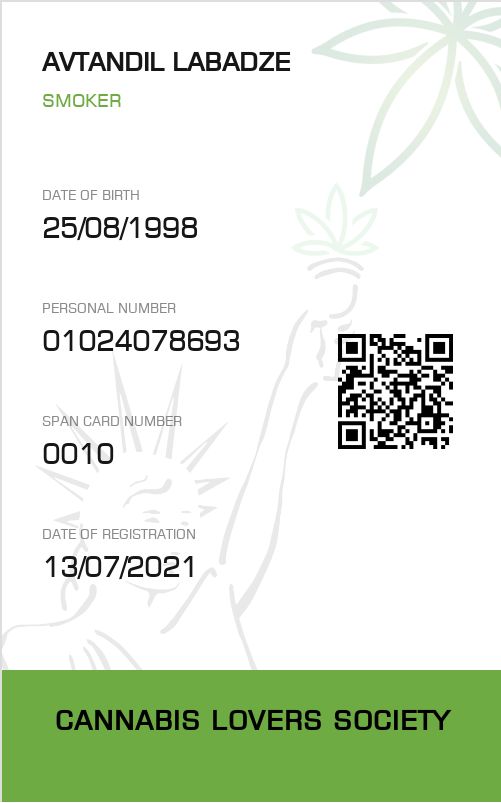 AVTANDIL LABADZE
SMOKER
DATE OF BIRTH
25/08/1998
PERSONAL NUMBER
01024078693
SPAN CARD NUMBER
0010
DATE OF REGISTRATION
13/07/2021
CANNABIS LOVERS SOCIETY